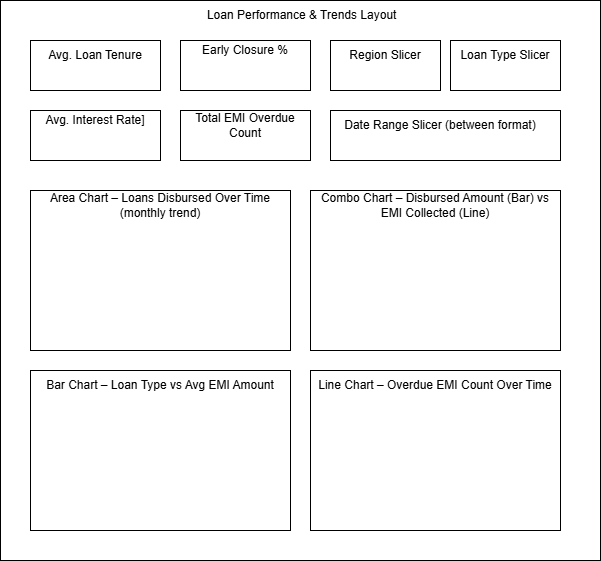 Loan Performance & Trends Layout
Avg. Loan Tenure
Early Closure %
Region Slicer
Loan Type Slicer
Avg. Interest Rate]
Total EMI Overdue
Count
Date Range Slicer (between format)
Area Chart – Loans Disbursed Over Time
(monthly trend)
Combo Chart – Disbursed Amount (Bar) vs
EMI Collected (Line)
Bar Chart – Loan Type vs Avg EMI Amount
Line Chart – Overdue EMI Count Over Time